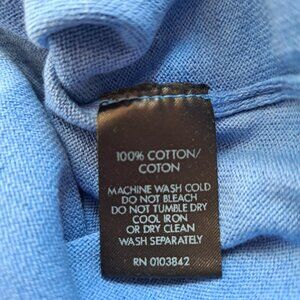 100% COTTON/
COTON
MACHINE WASH COLD
DO NOT BLEACH
DO NOT TUMBLE DRY
COOL IRON
OR DRY CLEAN
WASH SEPARATELY
RN 0103842